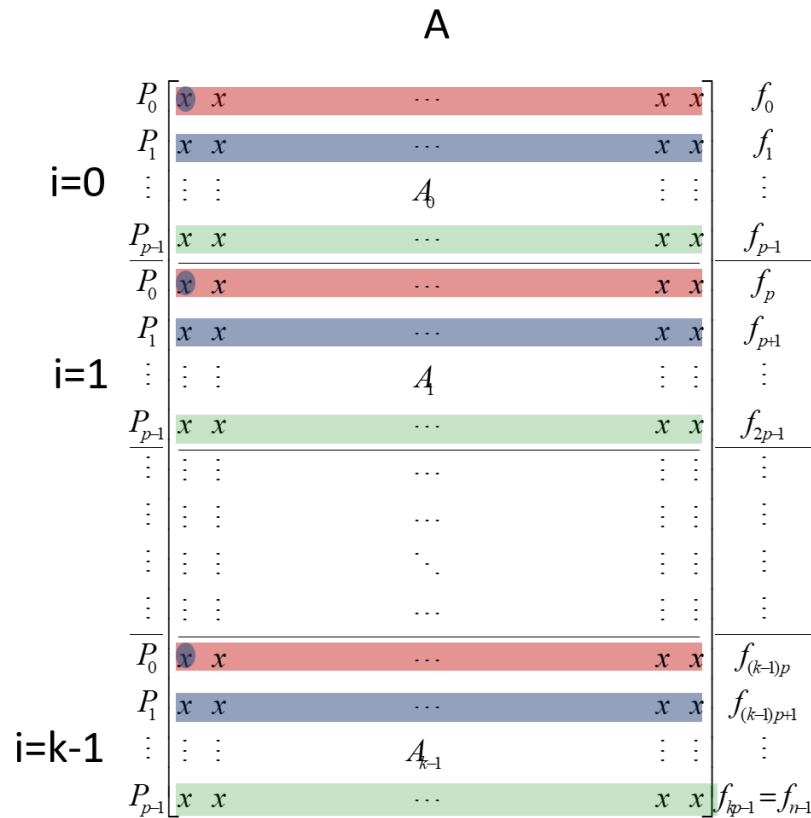 A
P₀ x x ⋯ x x f₀
P₁ x x ⋯ x x f₁
i=0 ⋮ ⋮ ⋮ A₀ ⋮ ⋮ ⋮
Pₚ₋₁ x x ⋯ x x fₚ₋₁
P₀ x x ⋯ x x fₚ
P₁ x x ⋯ x x fₚ₊₁
i=1 ⋮ ⋮ ⋮ A₁ ⋮ ⋮ ⋮
Pₚ₋₁ x x ⋯ x x f₂ₚ₋₁
⋮ ⋮ ⋮ ⋯ ⋮ ⋮ ⋮
⋮ ⋮ ⋮ ⋯ ⋮ ⋮ ⋮
⋮ ⋮ ⋮ ⋱ ⋮ ⋮ ⋮
⋮ ⋮ ⋮ ⋯ ⋮ ⋮ ⋮
P₀ x x ⋯ x x f₍ₖ₋₁₎ₚ
P₁ x x ⋯ x x f₍ₖ₋₁₎ₚ₊₁
i=k-1 ⋮ ⋮ ⋮ Aₖ₋₁ ⋮ ⋮ ⋮
Pₚ₋₁ x x ⋯ x x fₖₚ₋₁ = fₙ₋₁